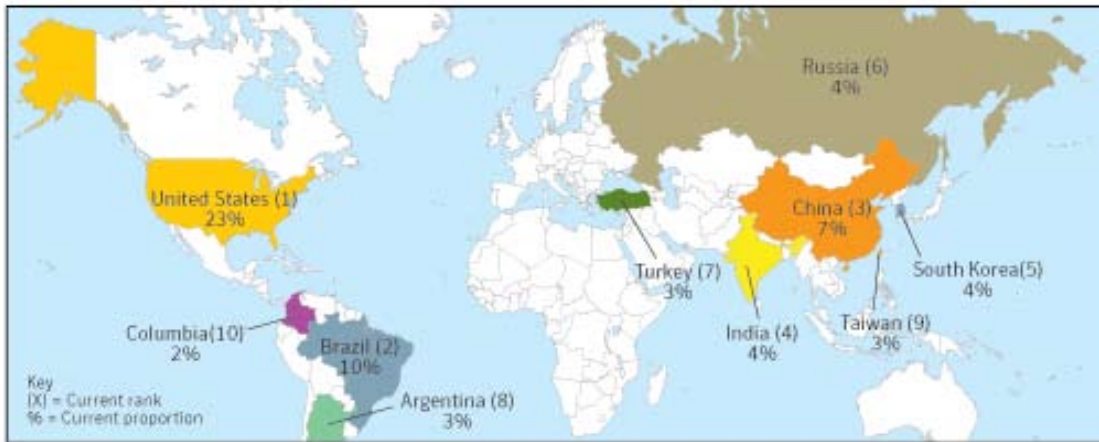 Russia (6)
4%
United States (1)
23%
China (3)
7%
Turkey (7)
3%
South Korea(5)
4%
India (4)
4%
Taiwan (9)
3%
Columbia(10)
2%
Brazil (2)
10%
Argentina (8)
3%
Key
(X) = Current rank
% = Current proportion